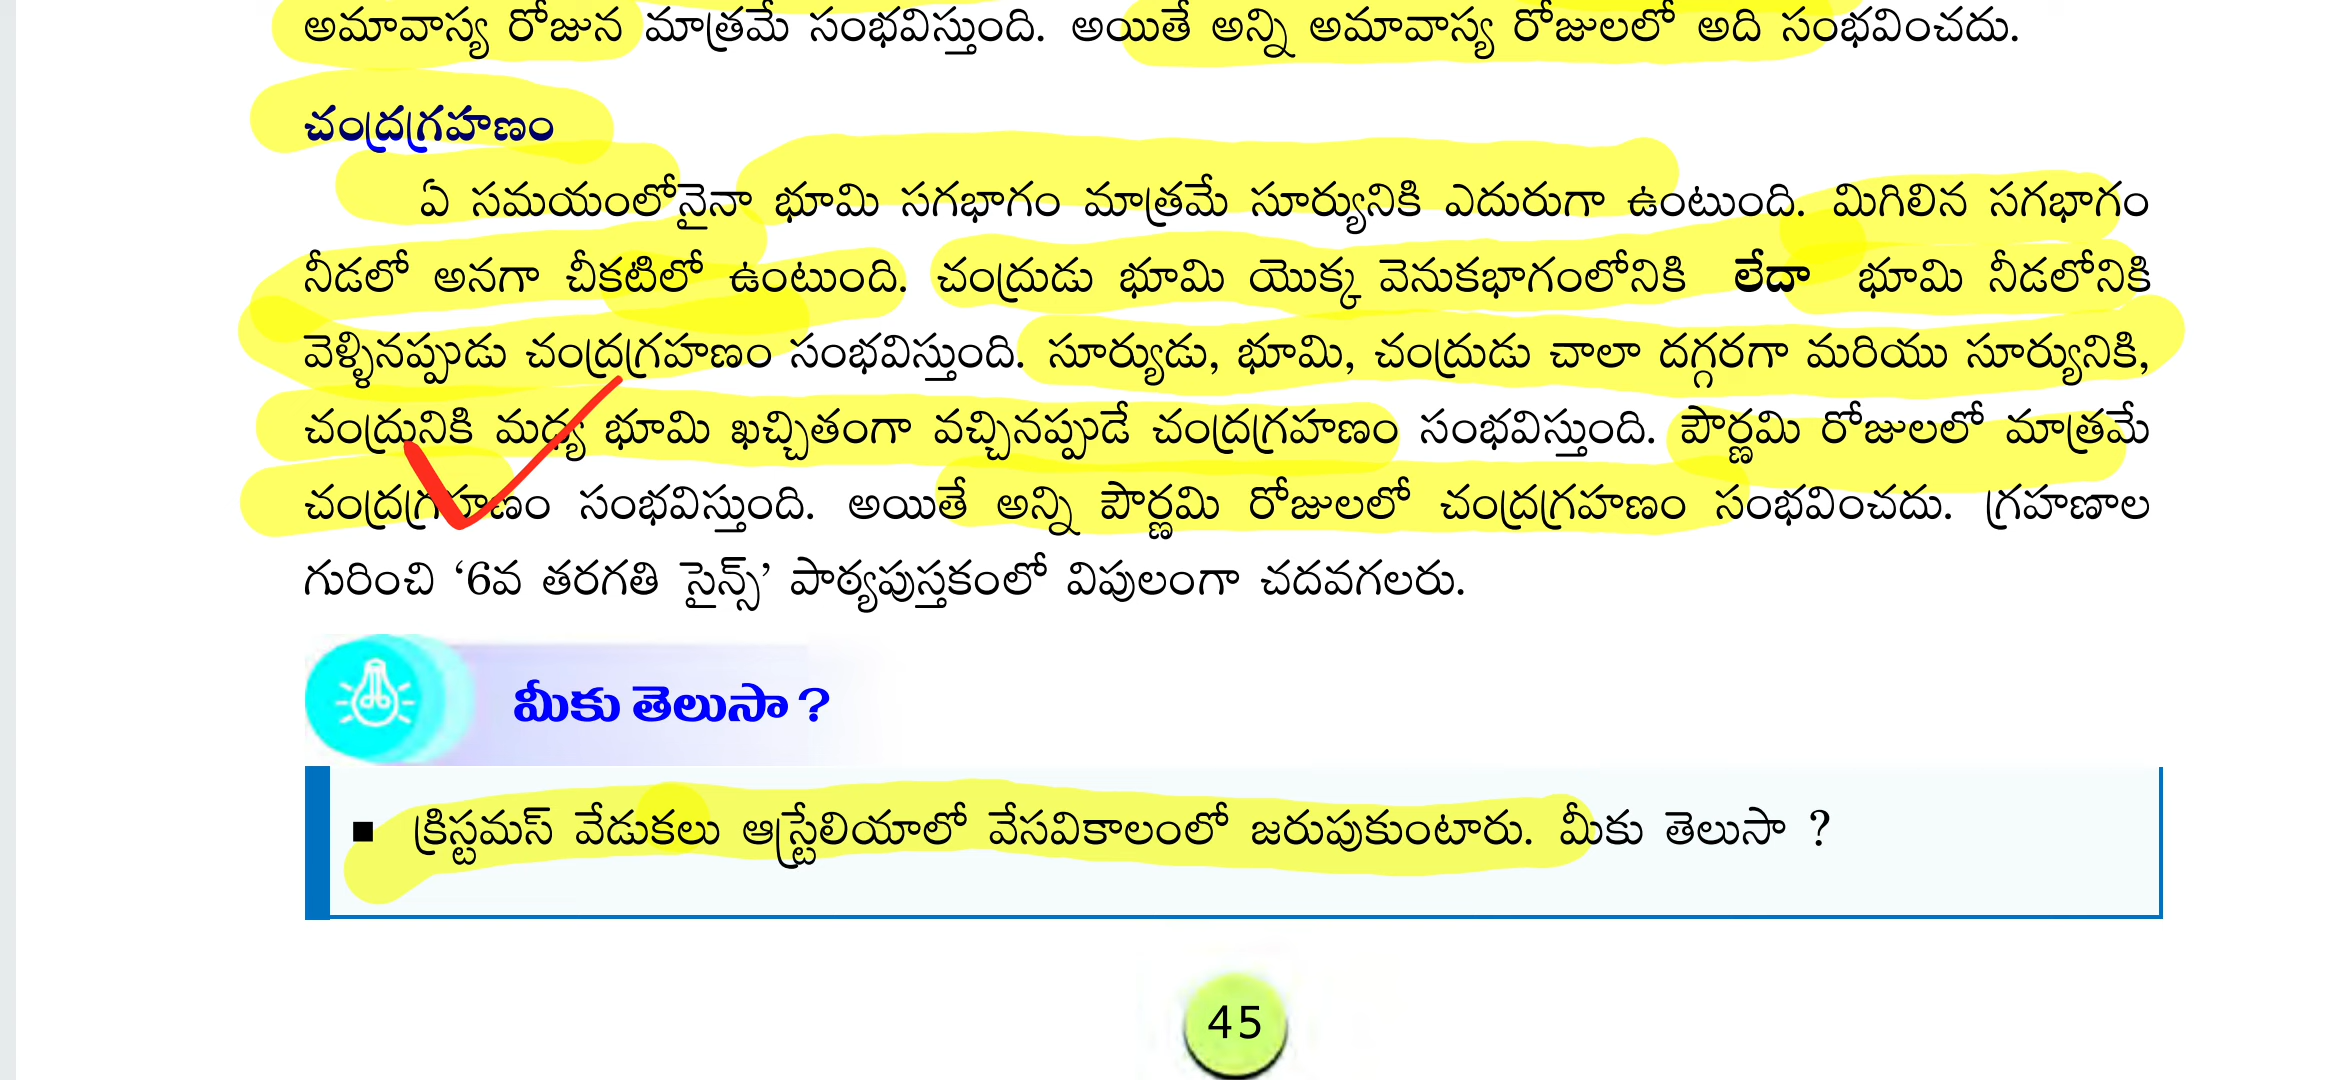 అమావాస్య రోజున మాత్రమే సంభవిస్తుంది. అయితే అన్ని అమావాస్య రోజులలో అది సంభవించదు.
చంద్రగ్రహణం
ఏ సమయంలోనైనా భూమి సగభాగం మాత్రమే సూర్యునికి ఎదురుగా ఉంటుంది. మిగిలిన సగభాగం
నీడలో అనగా చీకటిలో ఉంటుంది. చంద్రుడు భూమి యొక్క వెనుకభాగంలోనికి లేదా భూమి నీడలోనికి
వెళ్ళినప్పుడు చంద్రగ్రహణం సంభవిస్తుంది. సూర్యుడు, భూమి, చంద్రుడు చాలా దగ్గరగా మరియు సూర్యునికి,
చంద్రునికి మధ్య భూమి ఖచ్చితంగా వచ్చినప్పుడే చంద్రగ్రహణం సంభవిస్తుంది. పౌర్ణమి రోజులలో మాత్రమే
చంద్రగ్రహణం సంభవిస్తుంది. అయితే అన్ని పౌర్ణమి రోజులలో చంద్రగ్రహణం సంభవించదు. గ్రహణాల
గురించి ‘6వ తరగతి సైన్స్’ పాఠ్యపుస్తకంలో విపులంగా చదవగలరు.
మీకు తెలుసా ?
■ క్రిస్టమస్ వేడుకలు ఆస్ట్రేలియాలో వేసవికాలంలో జరుపుకుంటారు. మీకు తెలుసా ?
45